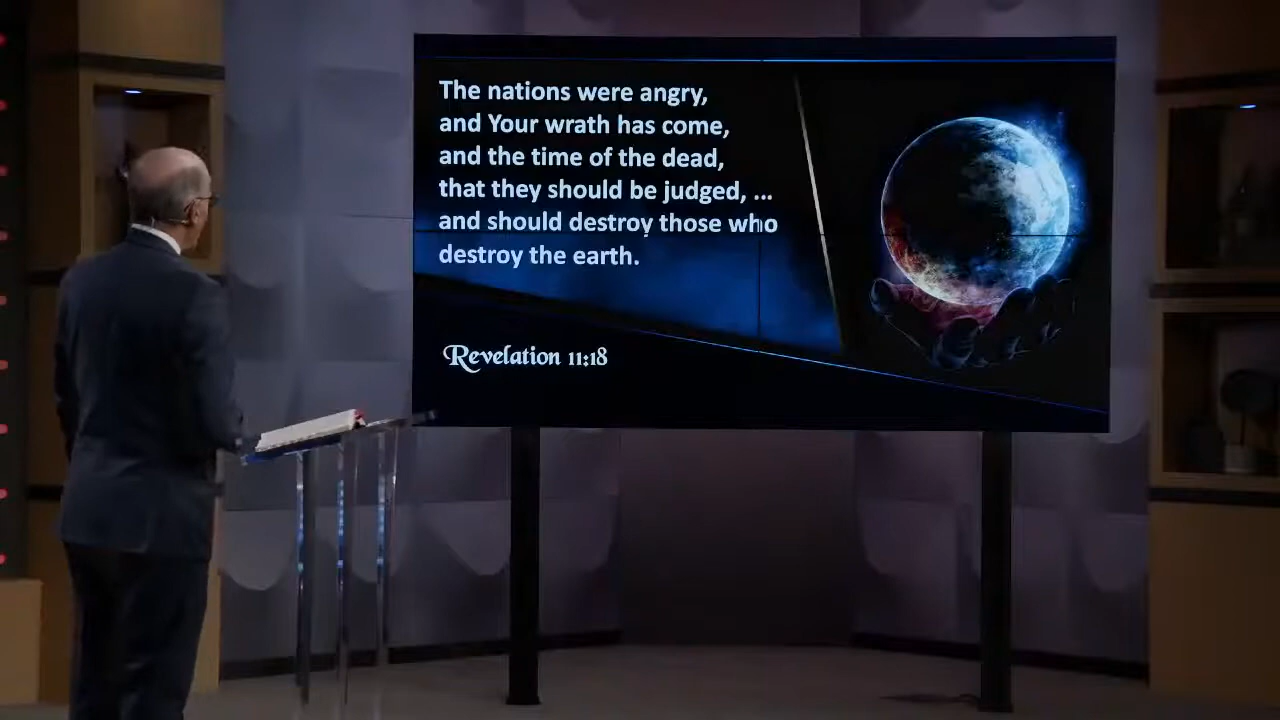 The nations were angry,
and Your wrath has come,
and the time of the dead,
that they should be judged, ...
and should destroy those who
destroy the earth.
Revelation 11:18